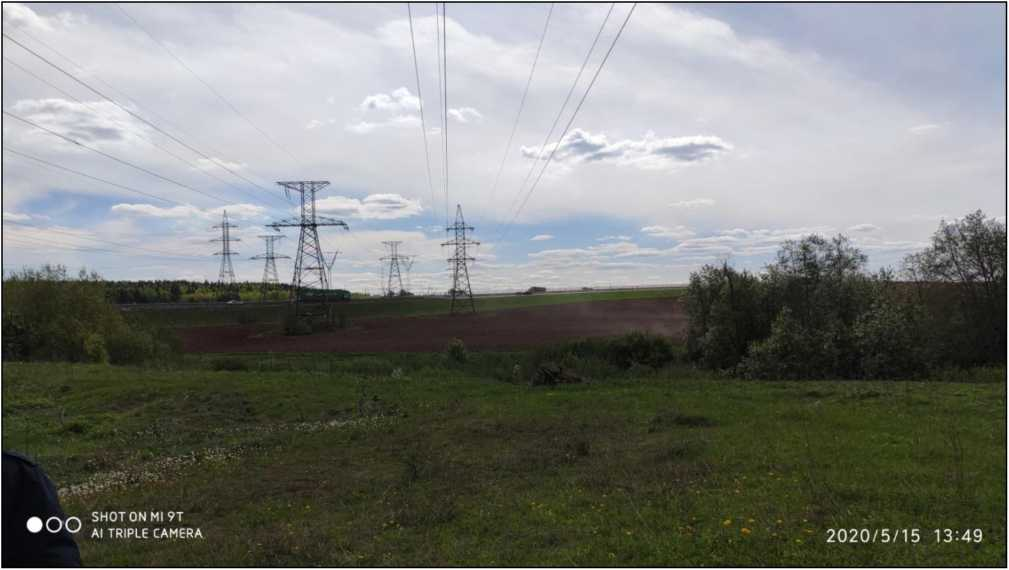 SHOT ON MI 9T
AI TRIPLE CAMERA
2020/5/15 13:49